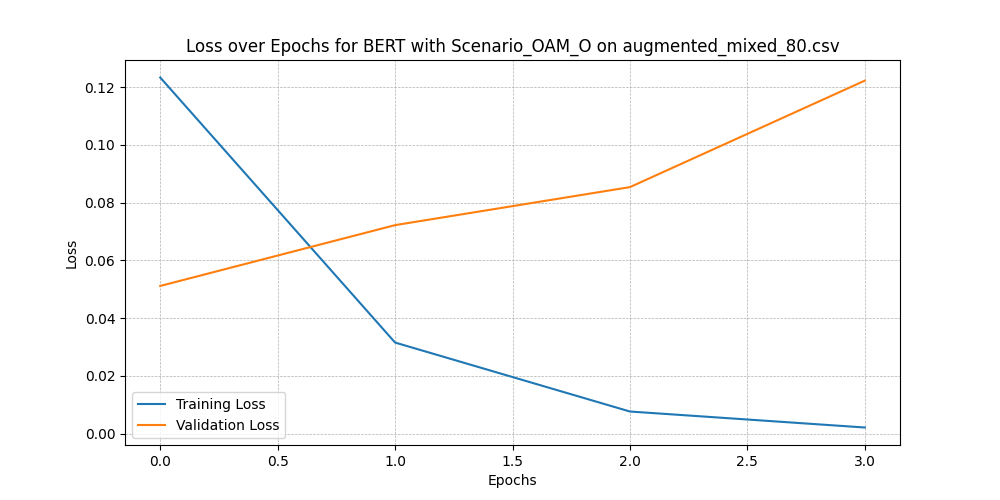 Loss over Epochs for BERT with Scenario_OAM_O on augmented_mixed_80.csv
0.12
0.10
0.08
0.06
0.04
0.02
0.00
Loss
Training Loss
Validation Loss
0.0 0.5 1.0 1.5 2.0 2.5 3.0
Epochs